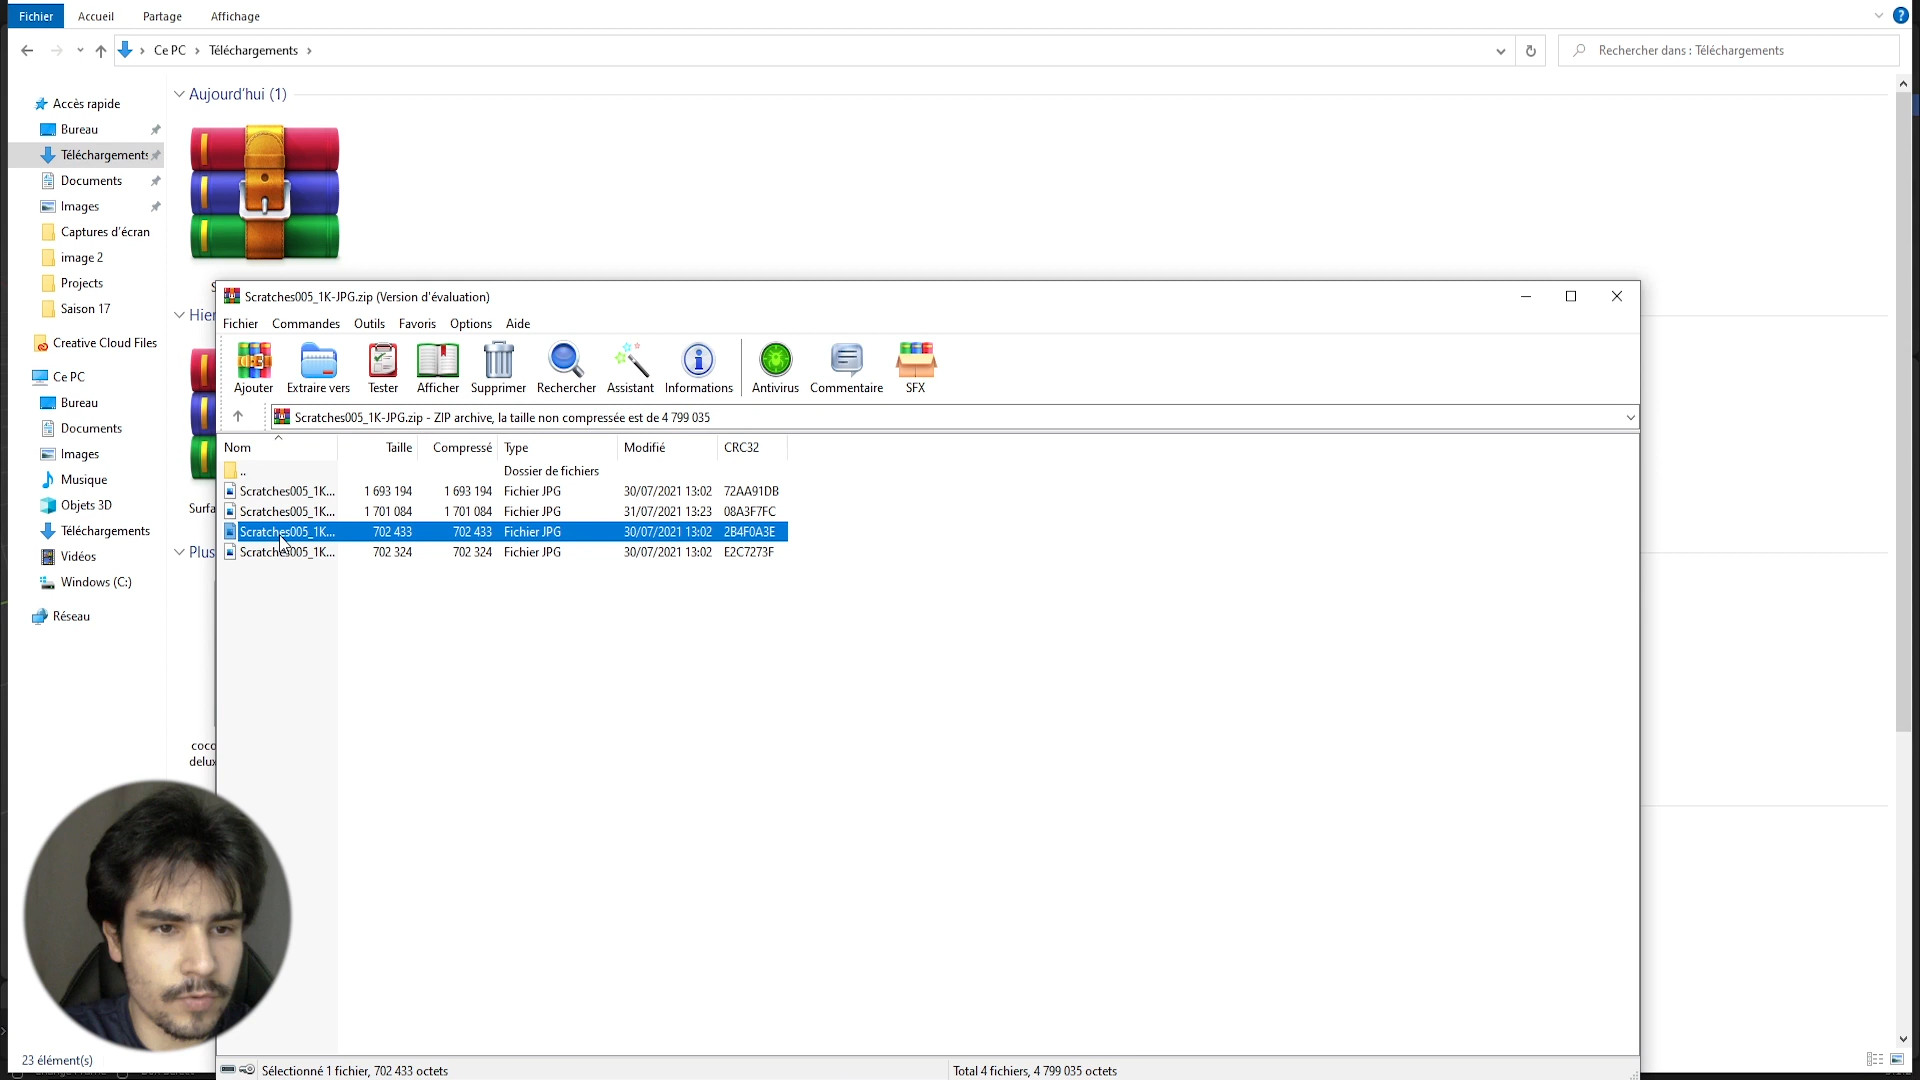 Fichier Accueil Partage Affichage
Ce PC Téléchargements
Rechercher dans : Téléchargements
Accès rapide
Bureau
Téléchargements
Documents
Images
Captures d'écran
image 2
Projects
Saison 17
Creative Cloud Files
Ce PC
Bureau
Documents
Images
Musique
Objets 3D
Téléchargements
Vidéos
Windows (C:)
Réseau
23 élément(s)
Aujourd'hui (1)
Hier
Surfa
Plus
coco
delux
Scratches005_1K-JPG.zip (Version d'évaluation)
Fichier Commandes Outils Favoris Options Aide
Ajouter Extraire vers Tester Afficher Supprimer Rechercher Assistant Informations Antivirus Commentaire SFX
Scratches005_1K-JPG.zip - ZIP archive, la taille non compressée est de 4 799 035
Nom Taille Compressé Type Modifié CRC32
.. Dossier de fichiers
Scratches005_1K... 1 693 194 1 693 194 Fichier JPG 30/07/2021 13:02 72AA91DB
Scratches005_1K... 1 701 084 1 701 084 Fichier JPG 31/07/2021 13:23 08A3F7FC
Scratches005_1K... 702 433 702 433 Fichier JPG 30/07/2021 13:02 2B4F0A3E
Scratches005_1K... 702 324 702 324 Fichier JPG 30/07/2021 13:02 E2C7273F
Sélectionné 1 fichier, 702 433 octets
Total 4 fichiers, 4 799 035 octets